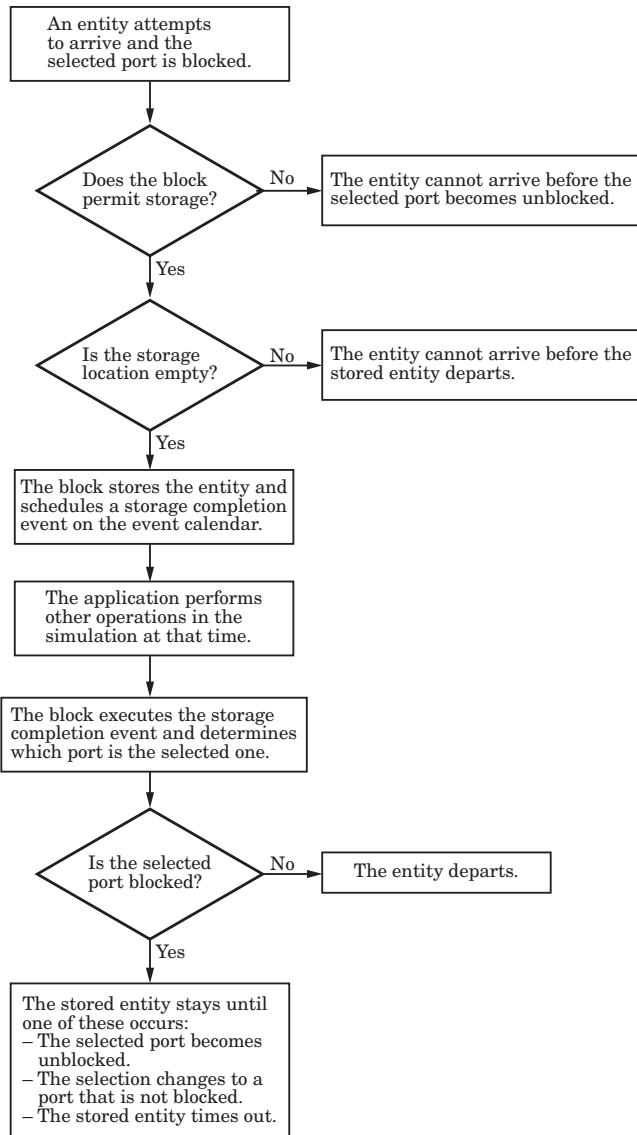 An entity attempts
to arrive and the
selected port is blocked.
Does the block
permit storage?
No
The entity cannot arrive before the
selected port becomes unblocked.
Yes
Is the storage
location empty?
No
The entity cannot arrive before the
stored entity departs.
Yes
The block stores the entity and
schedules a storage completion
event on the event calendar.
The application performs
other operations in the
simulation at that time.
The block executes the storage
completion event and determines
which port is the selected one.
Is the selected
port blocked?
No
The entity departs.
Yes
The stored entity stays until
one of these occurs:
– The selected port becomes
unblocked.
– The selection changes to a
port that is not blocked.
– The stored entity times out.